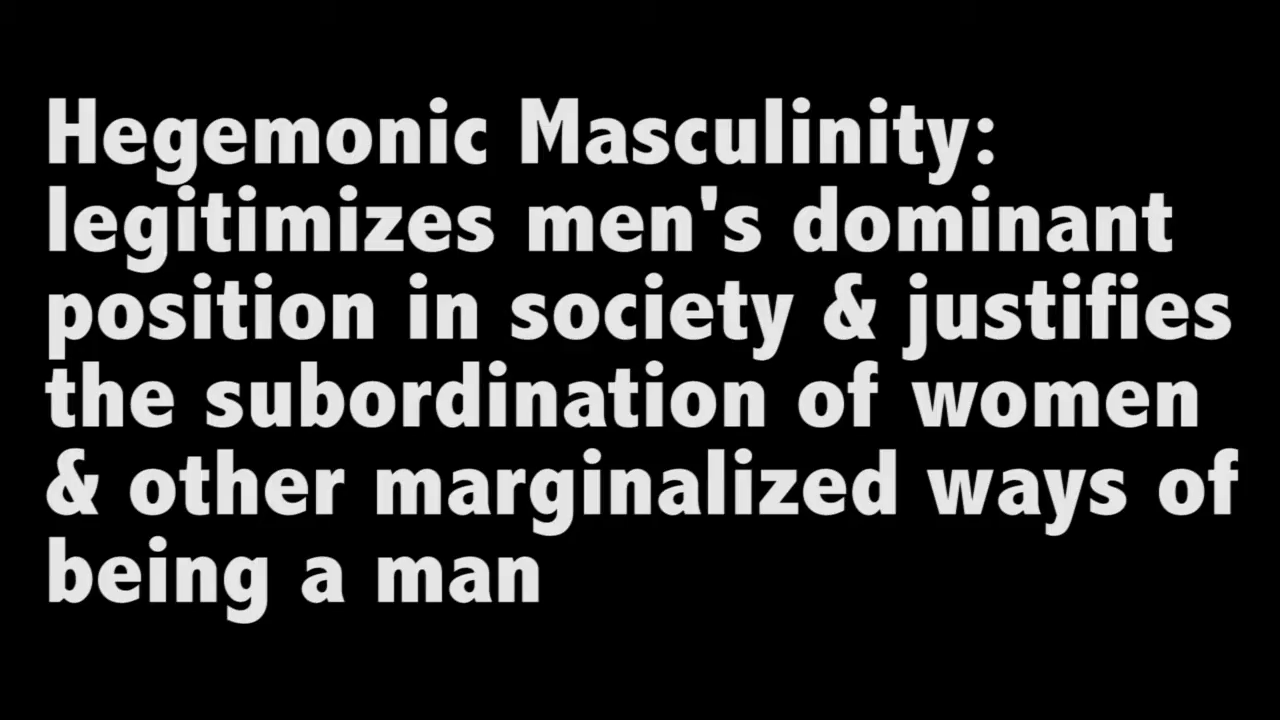 Hegemonic Masculinity:
legitimizes men's dominant
position in society & justifies
the subordination of women
& other marginalized ways of
being a man